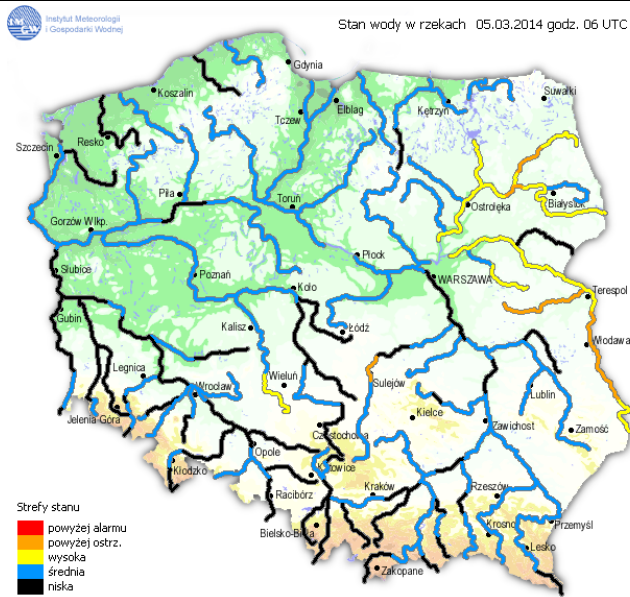 Instytut Meteorologii
i Gospodarki Wodnej
Stan wody w rzekach 05.03.2014 godz. 06 UTC
IMGW
Gdynia
Koszalin
Suwałki
Elbląg
Kętrzyn
Tczew
Resko
Szczecin
Piła
Toruń
Ostrołęka
Białystok
Gorzów Wlkp.
Płock
Słubice
Poznań
WARSZAWA
Koło
Terespol
Gubin
Kalisz
Łódź
Włodawa
Legnica
Wieluń
Sulejów
Wrocław
Lublin
Jelenia-Góra
Kielce
Zawichost
Częstochowa
Zamość
Opole
Kłodzko
Katowice
Racibórz
Kraków
Rzeszów
Strefy stanu
powyżej alarmu
powyżej ostrz.
wysoka
średnia
niska
Bielsko-Biała
Krosno
Przemyśl
Lesko
Zakopane